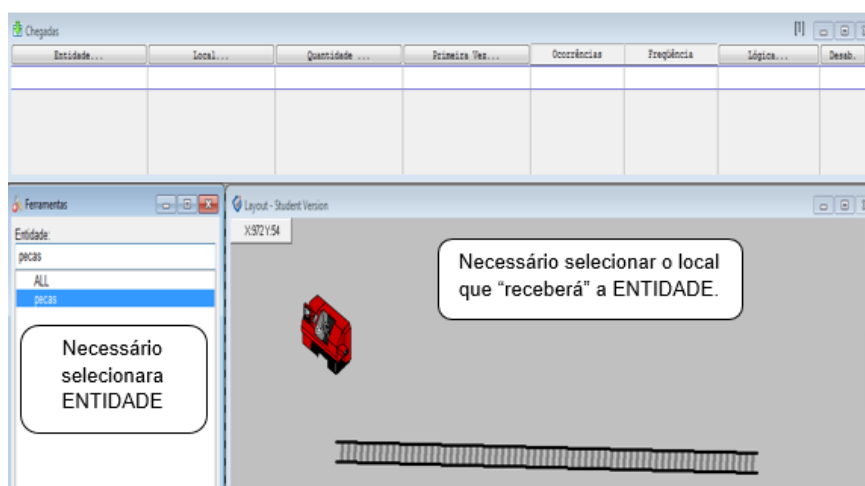 Chegadas
[1]
Entidade...
Local...
Quantidade ...
Primeira Vez...
Ocorrências
Freqüência
Lógica...
Desab.
Ferramentas
Entidade:
pecas
ALL
pecas
Necessário
selecionara
ENTIDADE
Layout - Student Version
X:972 Y:54
Necessário selecionar o local
que “receberá” a ENTIDADE.